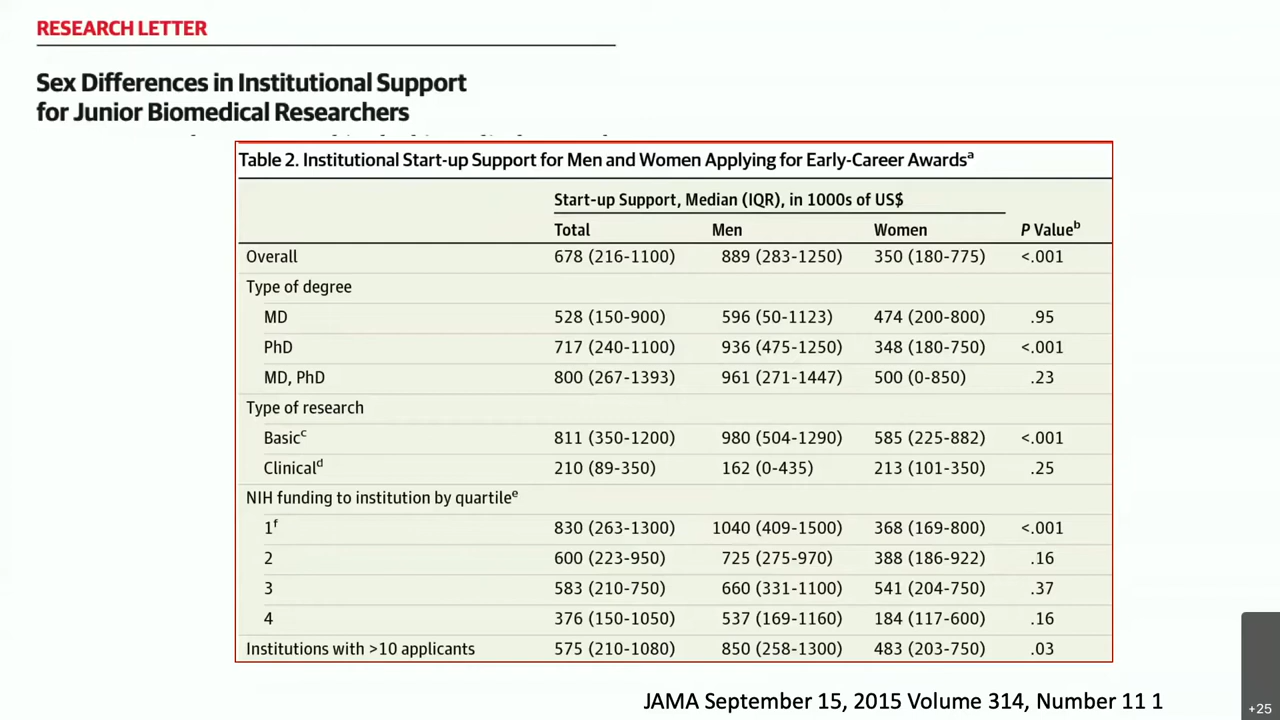 RESEARCH LETTER
Sex Differences in Institutional Support
for Junior Biomedical Researchers
Table 2. Institutional Start-up Support for Men and Women Applying for Early-Career Awardsa
Start-up Support, Median (IQR), in 1000s of US$
Total Men Women P Valueb
Overall 678 (216-1100) 889 (283-1250) 350 (180-775) <.001
Type of degree
MD 528 (150-900) 596 (50-1123) 474 (200-800) .95
PhD 717 (240-1100) 936 (475-1250) 348 (180-750) <.001
MD, PhD 800 (267-1393) 961 (271-1447) 500 (0-850) .23
Type of research
Basicc 811 (350-1200) 980 (504-1290) 585 (225-882) <.001
Clinicald 210 (89-350) 162 (0-435) 213 (101-350) .25
NIH funding to institution by quartilee
1f 830 (263-1300) 1040 (409-1500) 368 (169-800) <.001
2 600 (223-950) 725 (275-970) 388 (186-922) .16
3 583 (210-750) 660 (331-1100) 541 (204-750) .37
4 376 (150-1050) 537 (169-1160) 184 (117-600) .16
Institutions with >10 applicants 575 (210-1080) 850 (258-1300) 483 (203-750) .03
JAMA September 15, 2015 Volume 314, Number 11 1
+25